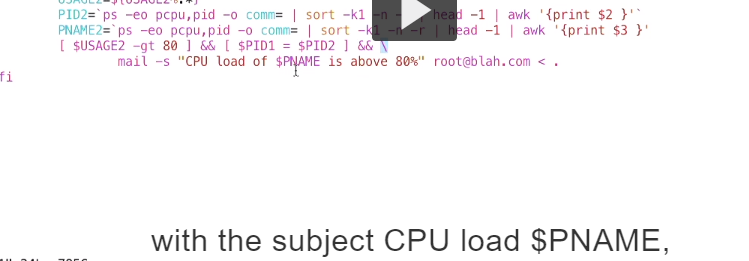 USAGE2=${USAGE2%.*}
PID2=`ps -eo pcpu,pid -o comm= | sort -k1 -n - head -1 | awk '{print $2 }'`
PNAME2=`ps -eo pcpu,pid -o comm= | sort -k1 -n -r | head -1 | awk '{print $3 }'
[ $USAGE2 -gt 80 ] && [ $PID1 = $PID2 ] && \
mail -s "CPU load of $PNAME is above 80%" root@blah.com < .
fi
with the subject CPU load $PNAME,